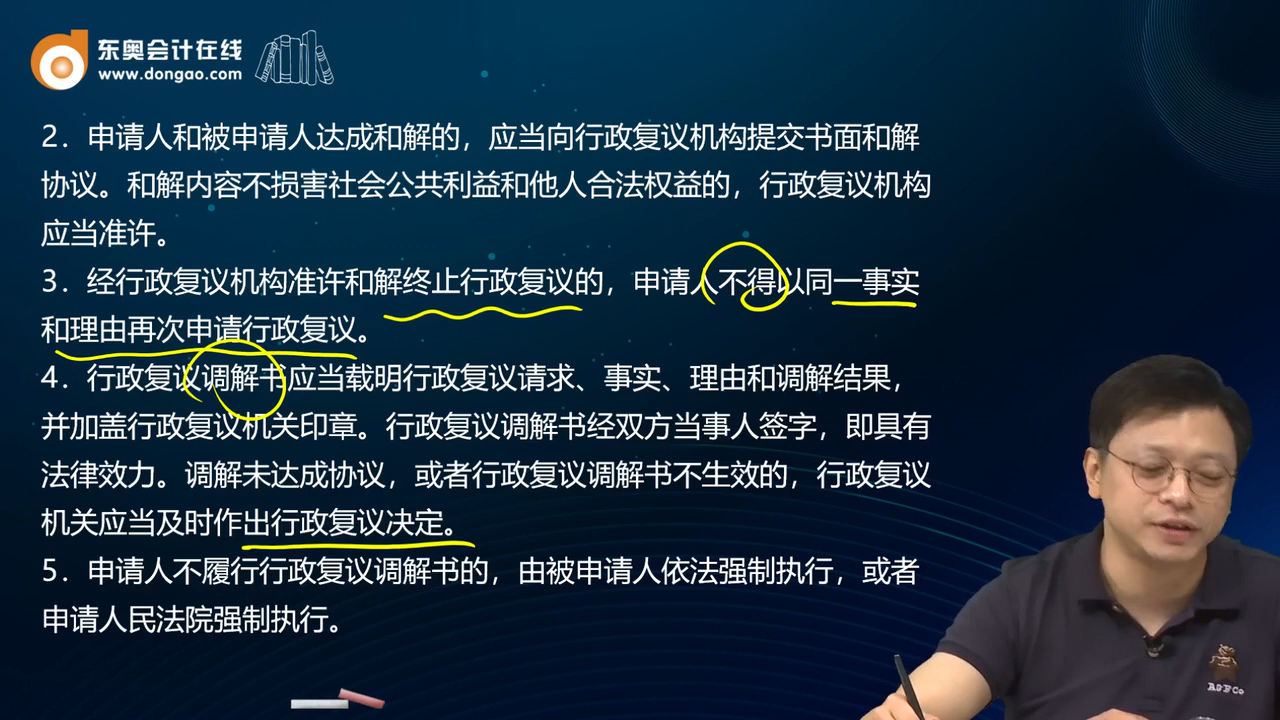 东奥会计在线
www.dongao.com
2．申请人和被申请人达成和解的，应当向行政复议机构提交书面和解
协议。和解内容不损害社会公共利益和他人合法权益的，行政复议机构
应当准许。
3．经行政复议机构准许和解终止行政复议的，申请人不得以同一事实
和理由再次申请行政复议。
4．行政复议调解书应当载明行政复议请求、事实、理由和调解结果，
并加盖行政复议机关印章。行政复议调解书经双方当事人签字，即具有
法律效力。调解未达成协议，或者行政复议调解书不生效的，行政复议
机关应当及时作出行政复议决定。
5．申请人不履行行政复议调解书的，由被申请人依法强制执行，或者
申请人民法院强制执行。